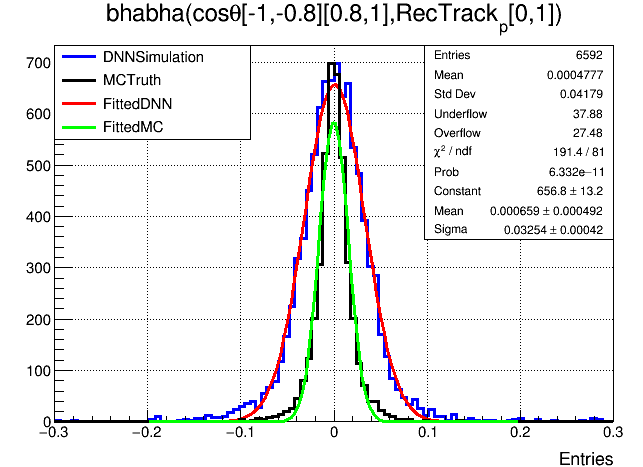 bhabha(cosθ[-1,-0.8][0.8,1],RecTrack_p[0,1])
DNNSimulation
MCTruth
FittedDNN
FittedMC
Entries 6592
Mean 0.0004777
Std Dev 0.04179
Underflow 37.88
Overflow 27.48
χ² / ndf 191.4 / 81
Prob 6.332e−11
Constant 656.8 ± 13.2
Mean 0.000659 ± 0.000492
Sigma 0.03254 ± 0.00042
700
600
500
400
300
200
100
0
−0.3 −0.2 −0.1 0 0.1 0.2 0.3
Entries